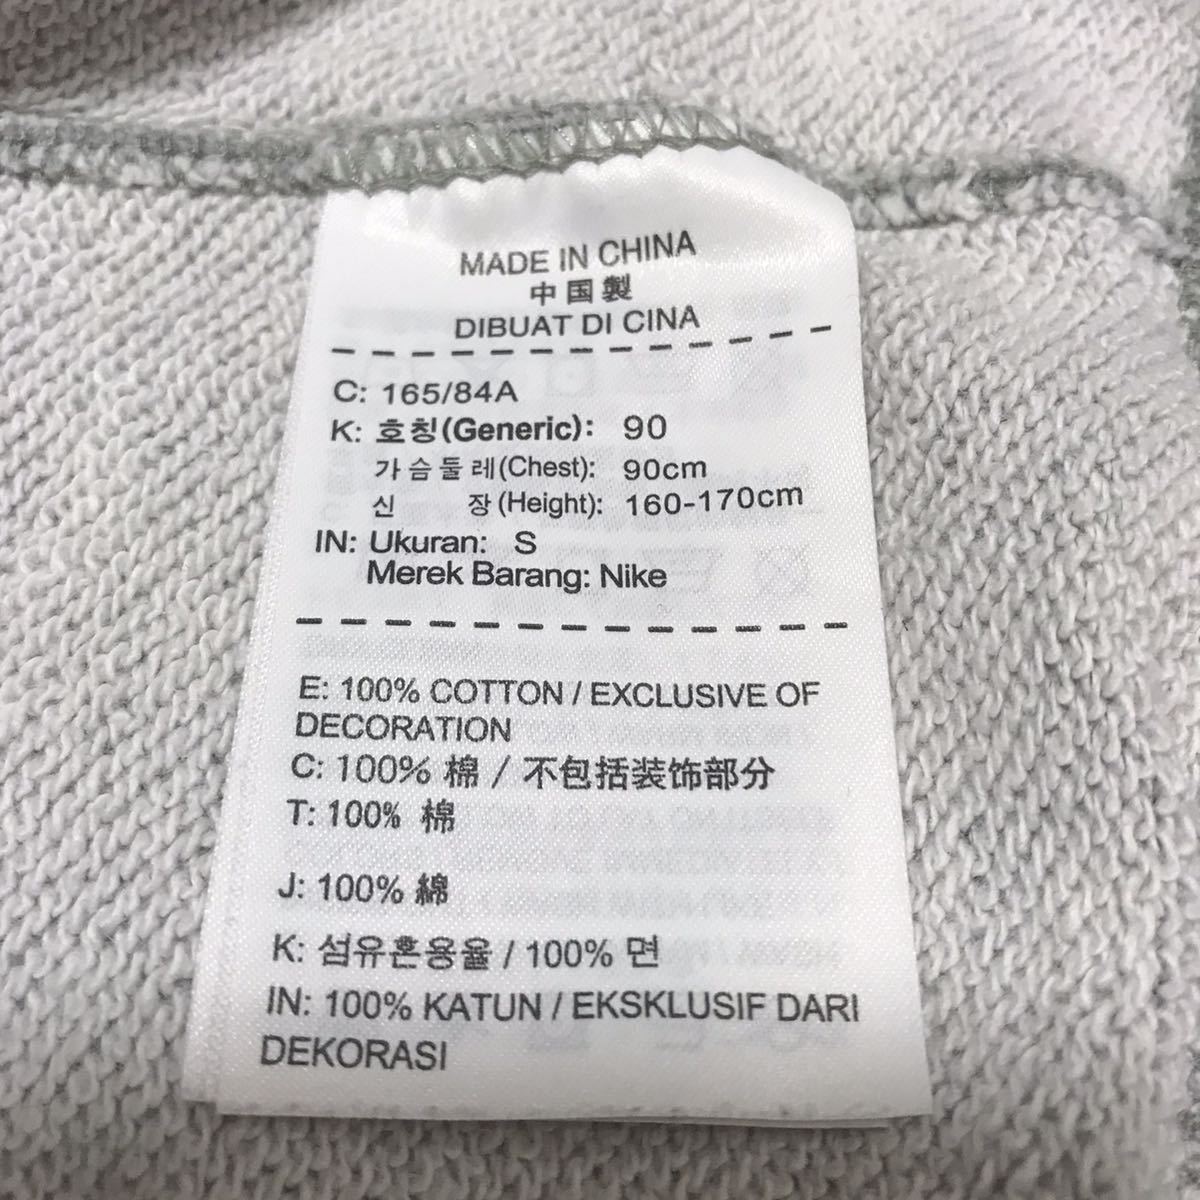 MADE IN CHINA
中国製
DIBUAT DI CINA
C: 165/84A
K: 호칭(Generic): 90
가슴둘레(Chest): 90cm
신 장(Height): 160-170cm
IN: Ukuran: S
Merek Barang: Nike
E: 100% COTTON / EXCLUSIVE OF
DECORATION
C: 100% 棉 / 不包括装饰部分
T: 100% 棉
J: 100% 綿
K: 섬유혼용율 / 100% 면
IN: 100% KATUN / EKSKLUSIF DARI
DEKORASI